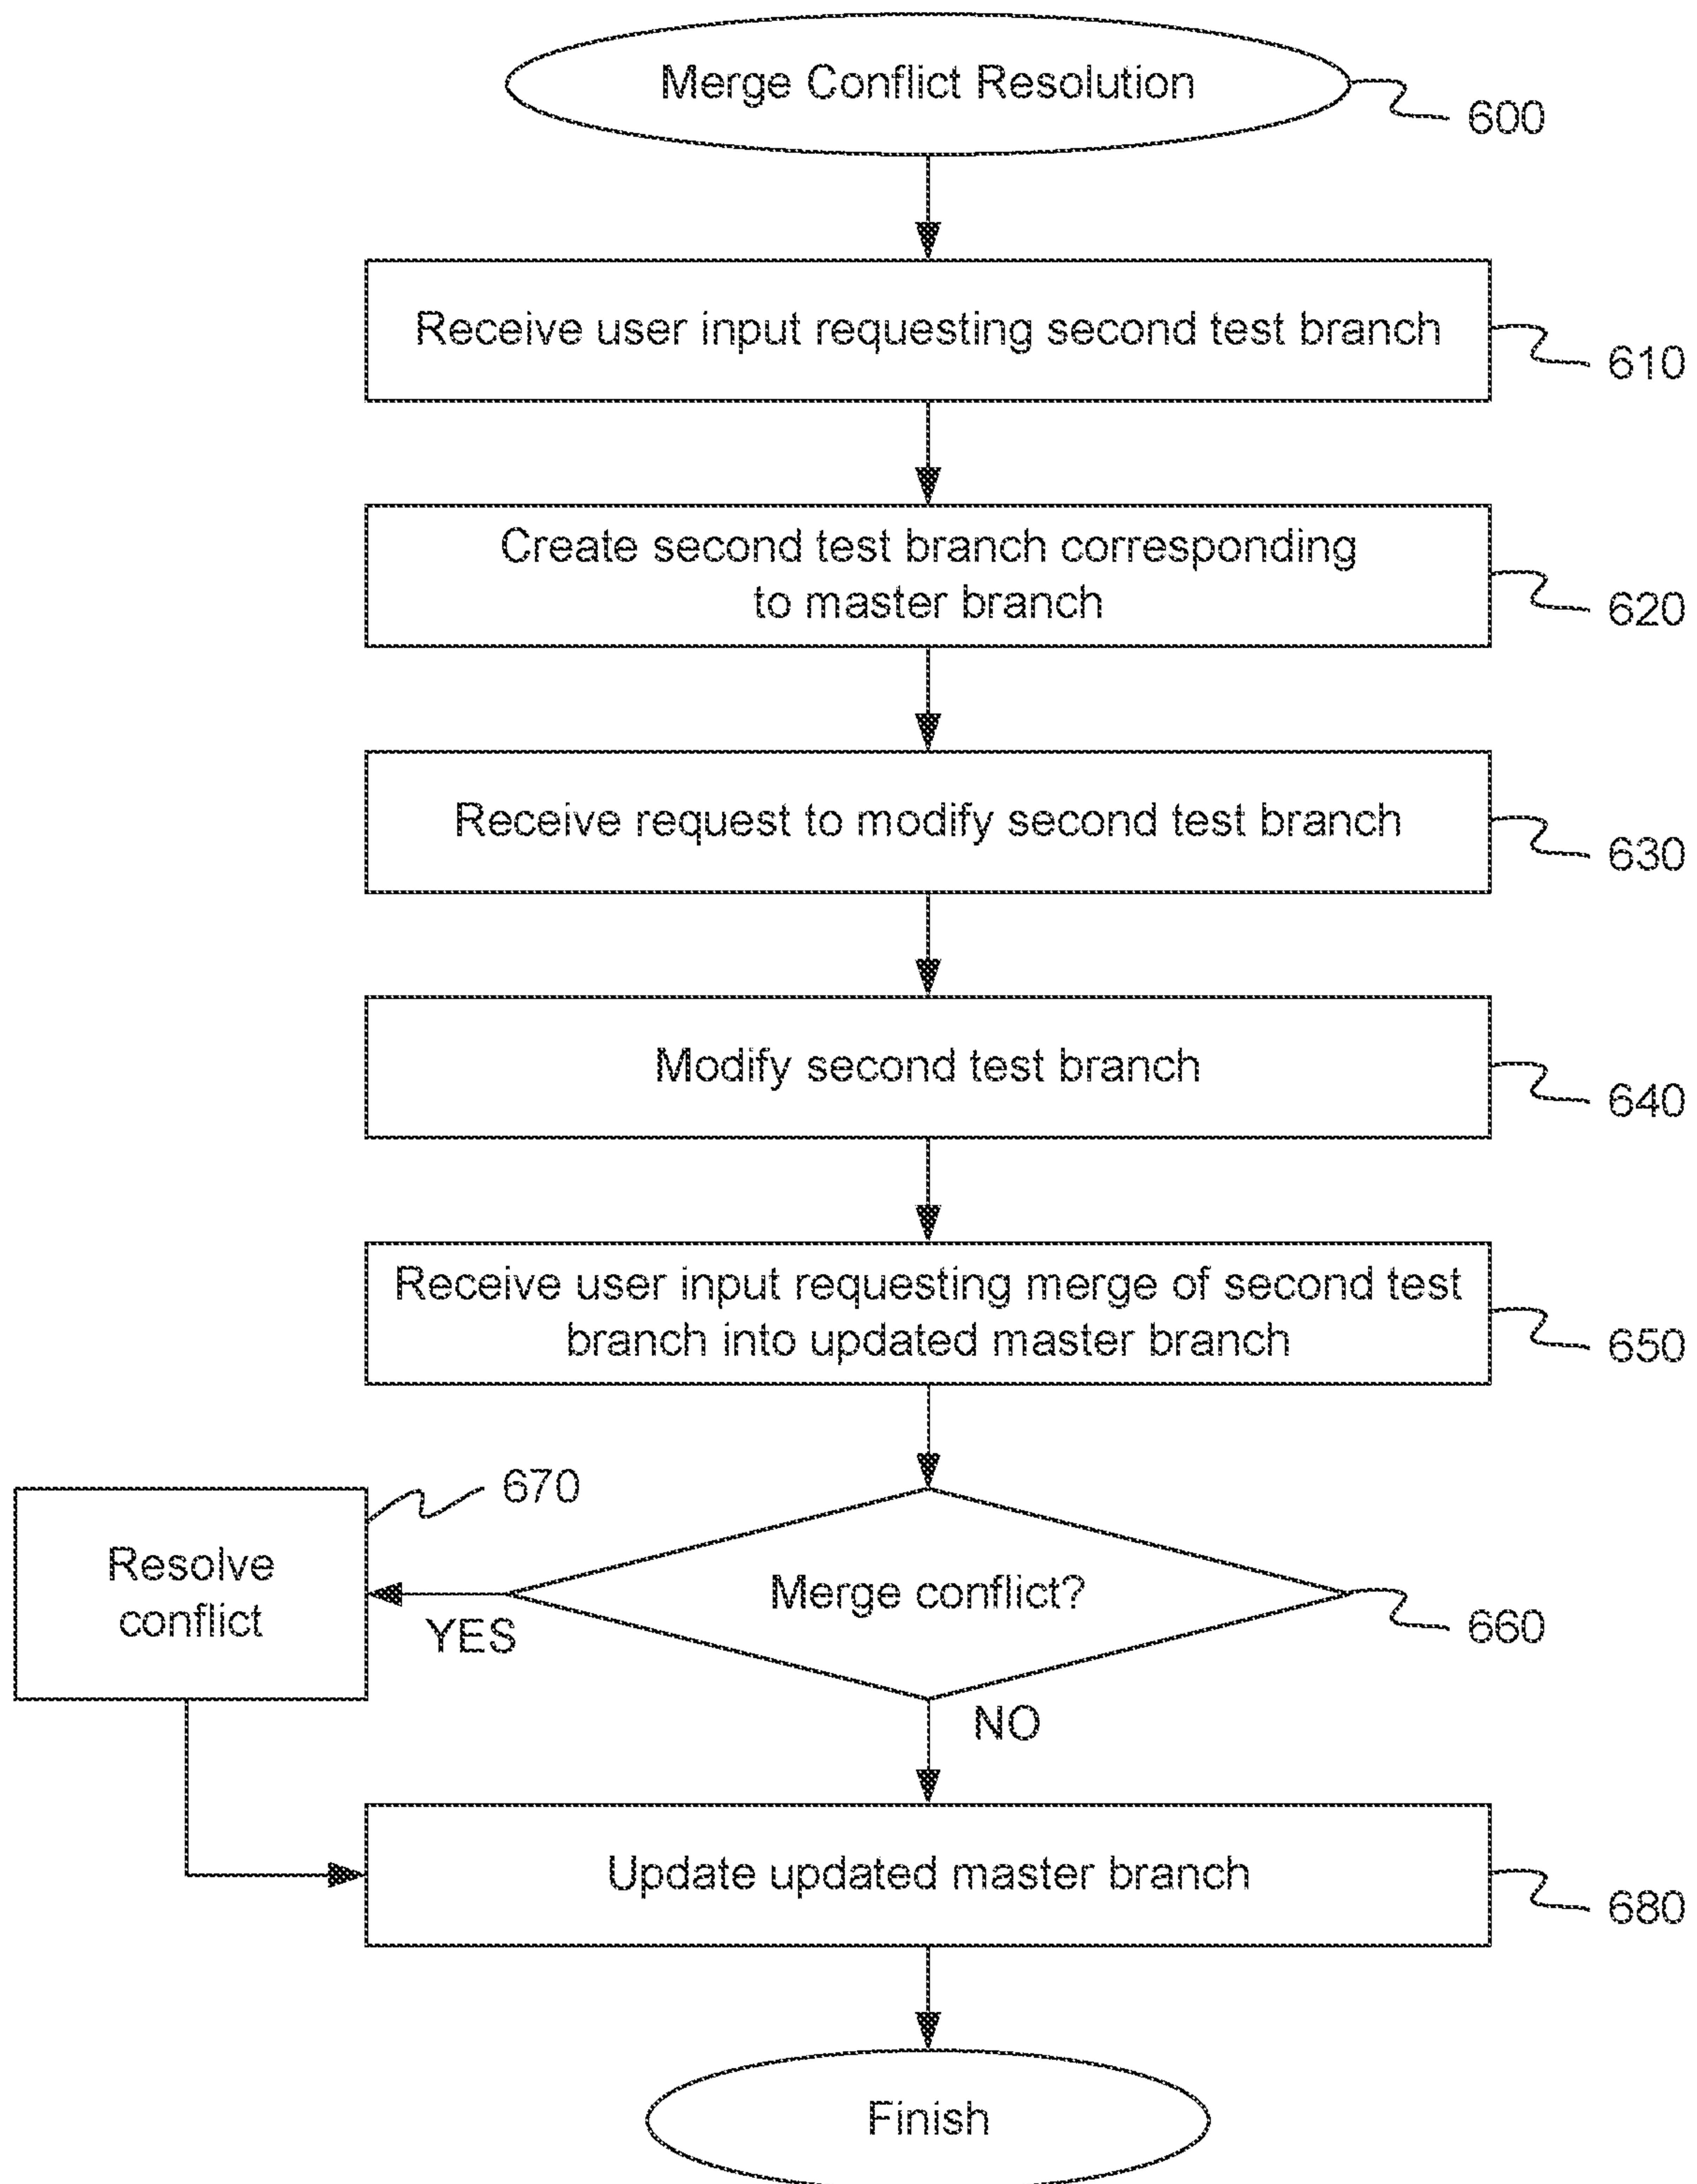 Merge Conflict Resolution
600
Receive user input requesting second test branch
610
Create second test branch corresponding
to master branch
620
Receive request to modify second test branch
630
Modify second test branch
640
Receive user input requesting merge of second test
branch into updated master branch
650
670
Resolve
conflict
YES
Merge conflict?
660
NO
Update updated master branch
680
Finish